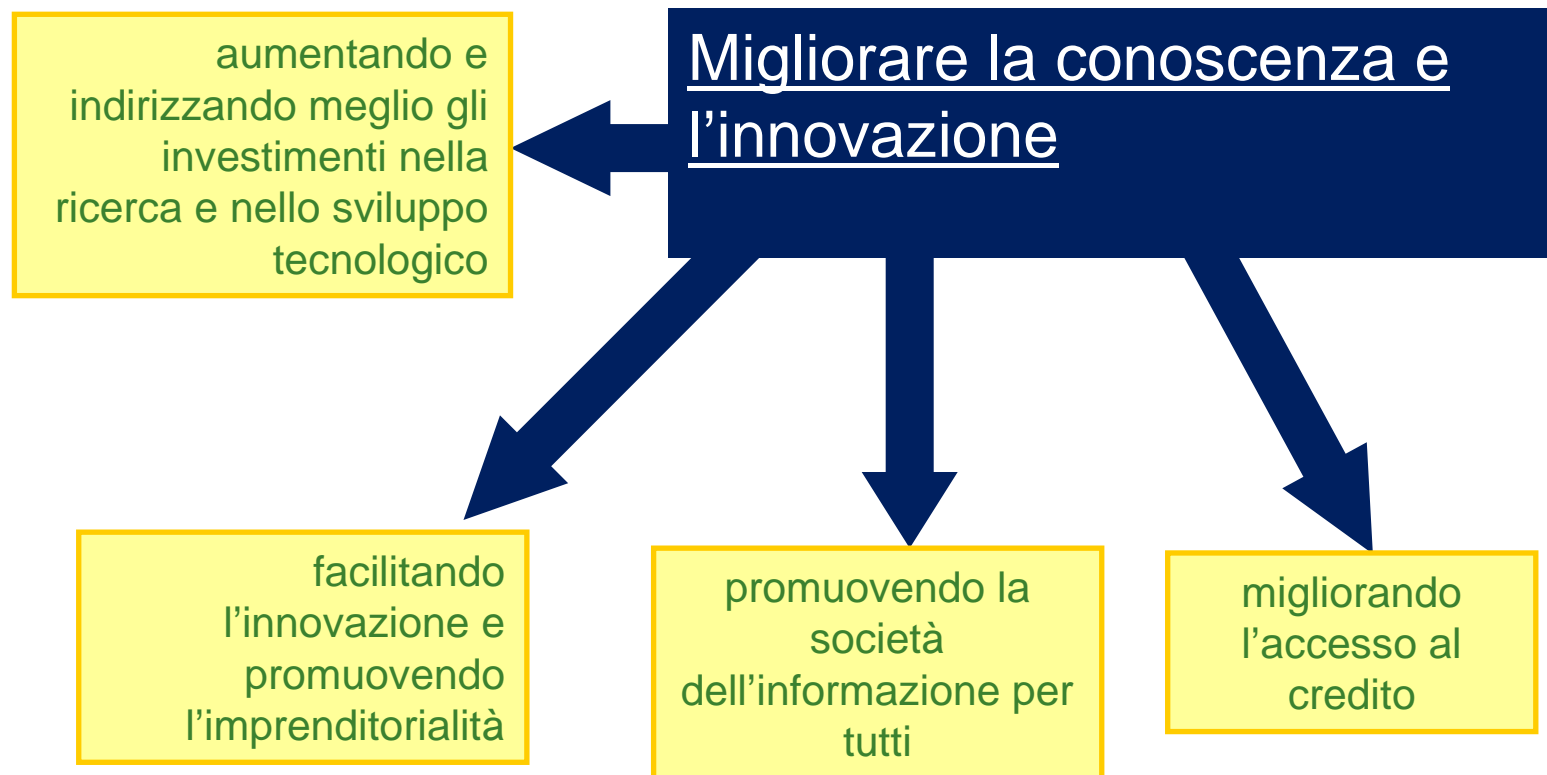 Migliorare la conoscenza e
l’innovazione
aumentando e
indirizzando meglio gli
investimenti nella
ricerca e nello sviluppo
tecnologico
facilitando
l’innovazione e
promuovendo
l’imprenditorialità
promuovendo la
società
dell’informazione per
tutti
migliorando
l’accesso al
credito